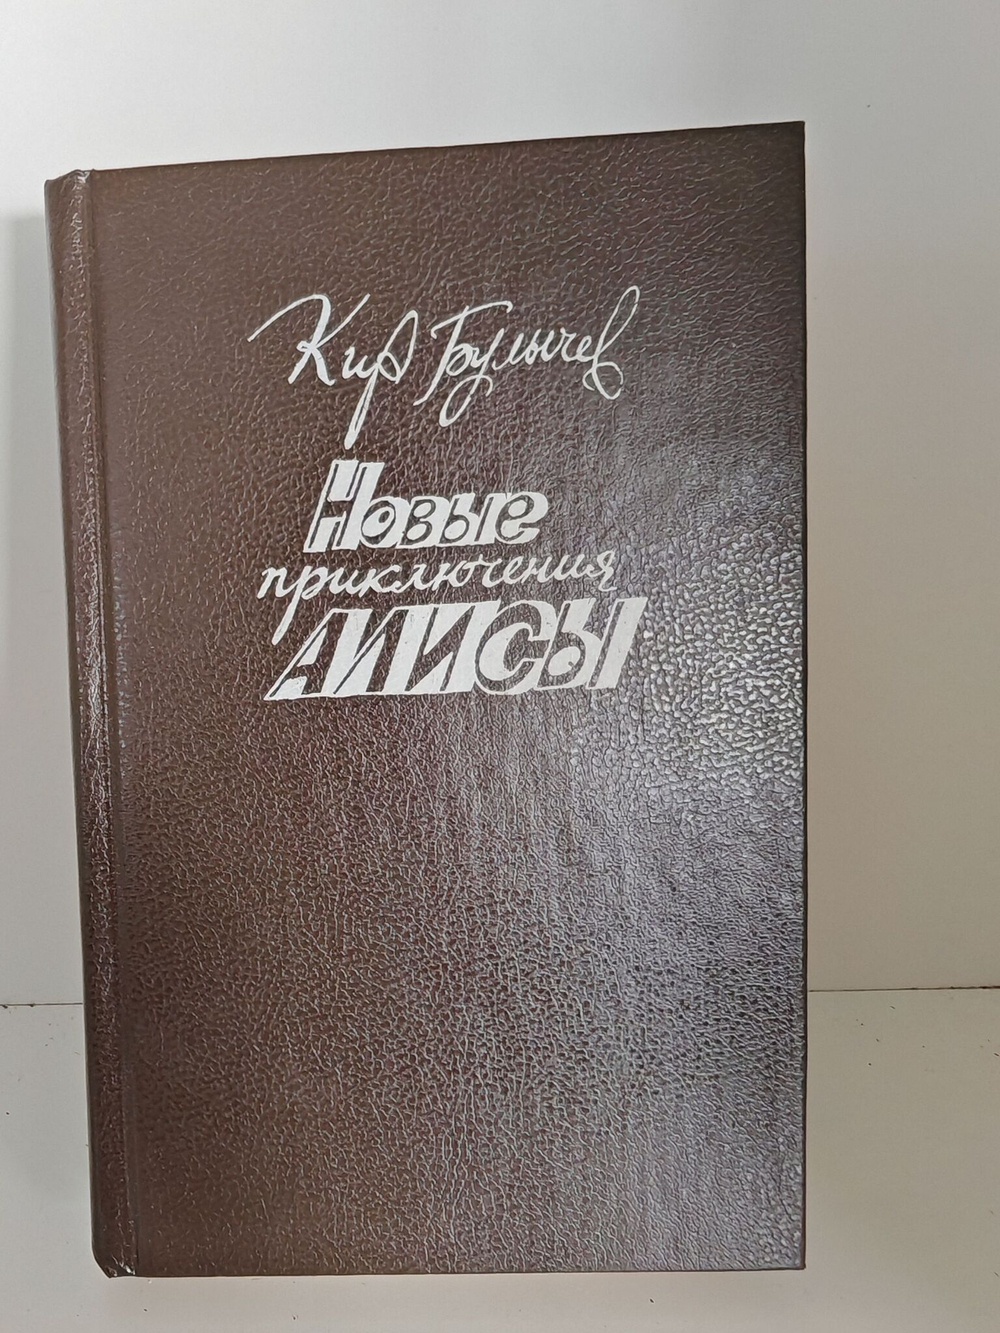 Кир Булычев
Новые
приключения
Алисы